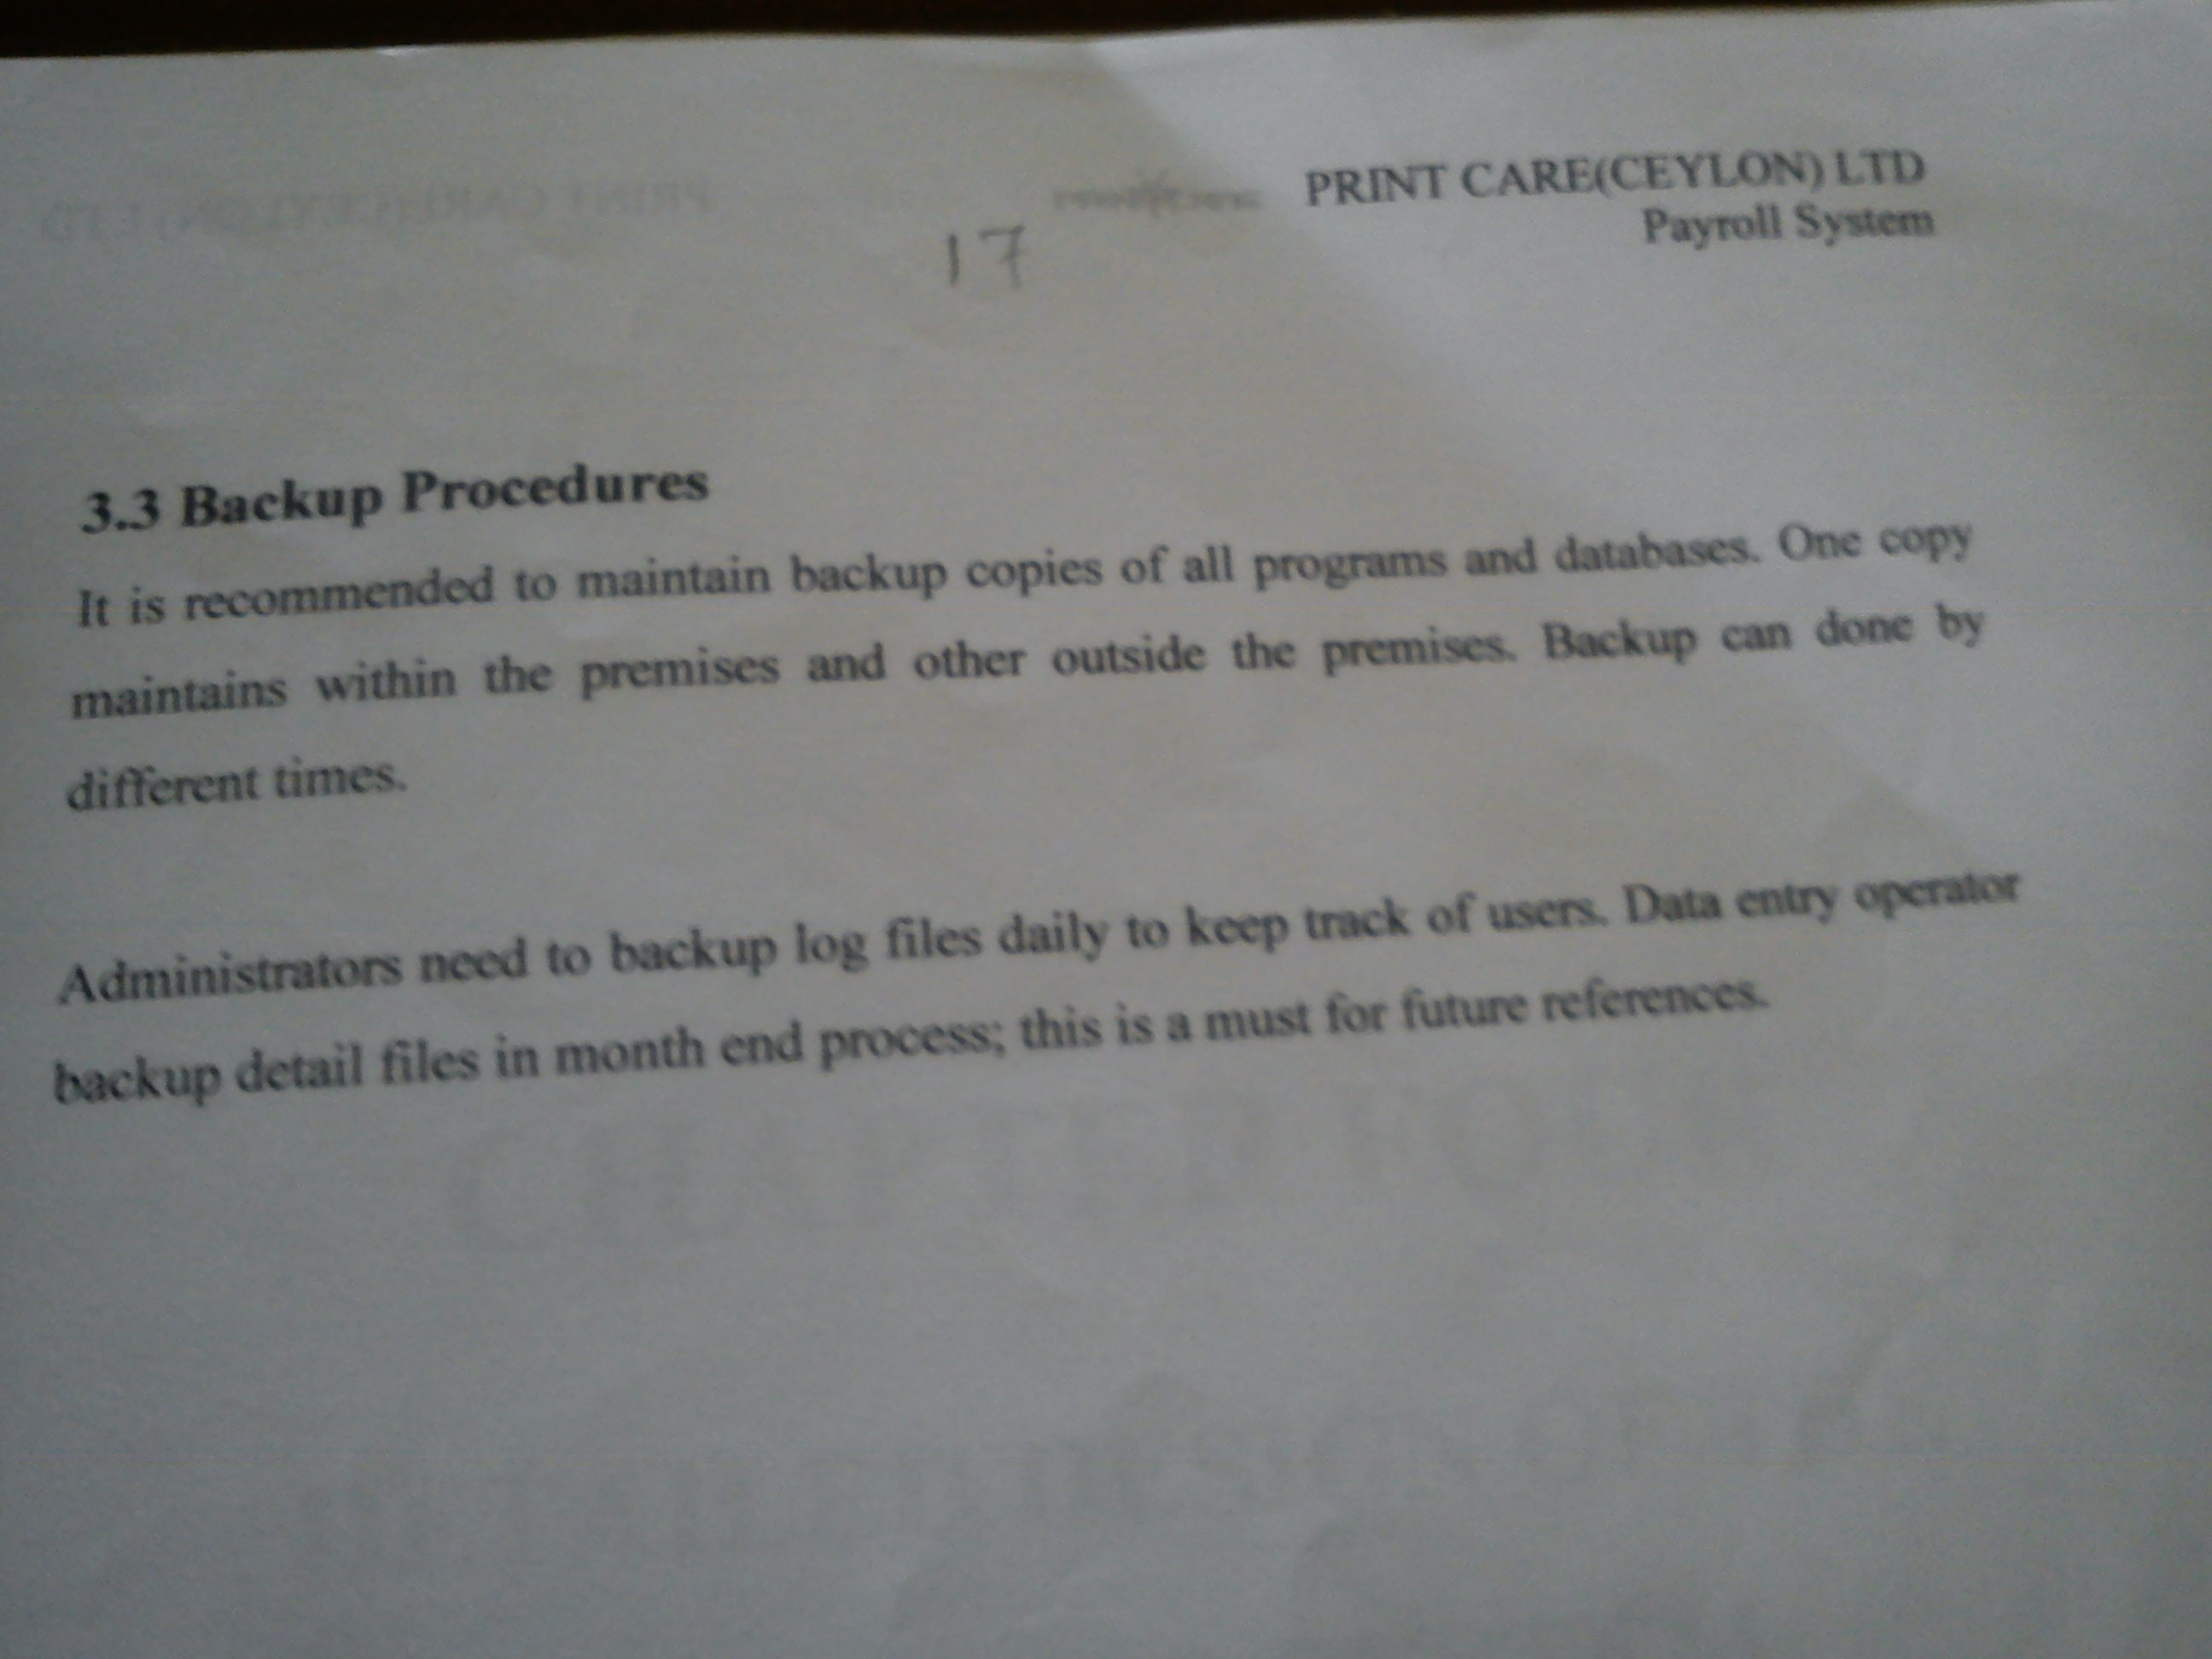 PRINT CARE(CEYLON) LTD
Payroll System
17
3.3 Backup Procedures
It is recommended to maintain backup copies of all programs and databases. One copy
maintains within the premises and other outside the premises. Backup can done by
different times.
Administrators need to backup log files daily to keep track of users. Data entry operator
backup detail files in month end process; this is a must for future references.